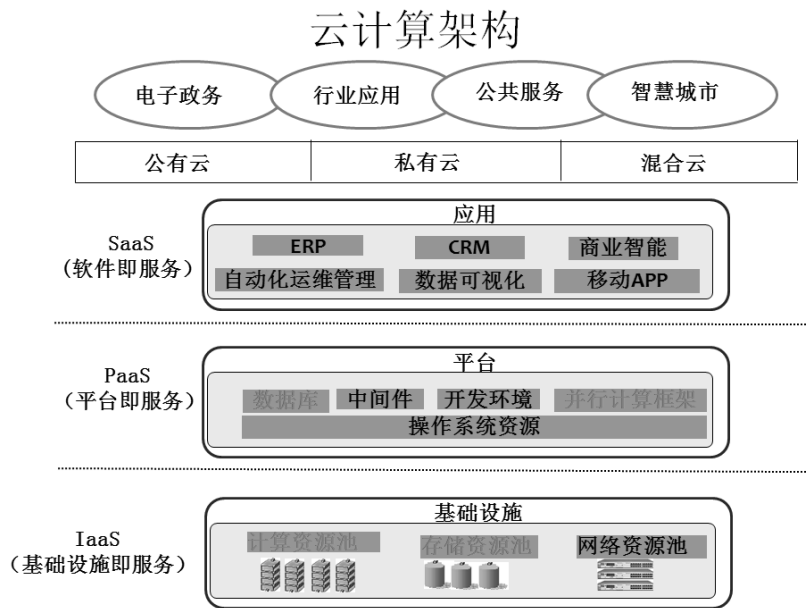 云计算架构
电子政务 行业应用 公共服务 智慧城市
公有云 私有云 混合云
应用
SaaS
(软件即服务)
ERP CRM 商业智能
自动化运维管理 数据可视化 移动APP
平台
PaaS
(平台即服务)
数据库 中间件 开发环境 并行计算框架
操作系统资源
基础设施
IaaS
(基础设施即服务)
计算资源池 存储资源池 网络资源池